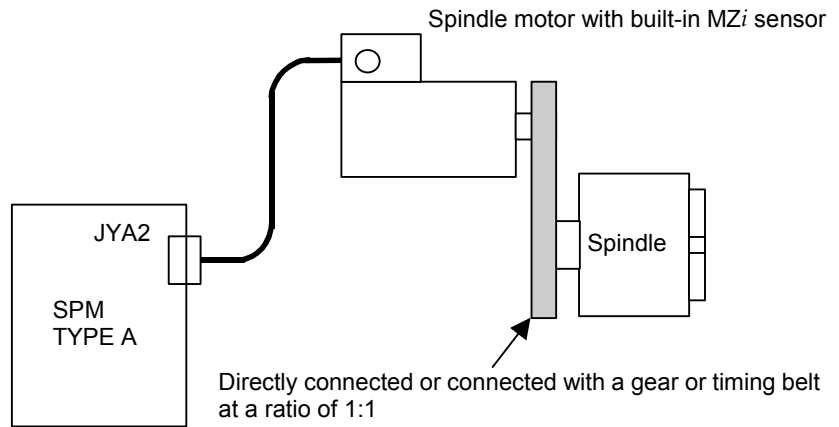 Spindle motor with built-in MZi sensor
JYA2
Spindle
SPM
TYPE A
Directly connected or connected with a gear or timing belt
at a ratio of 1:1